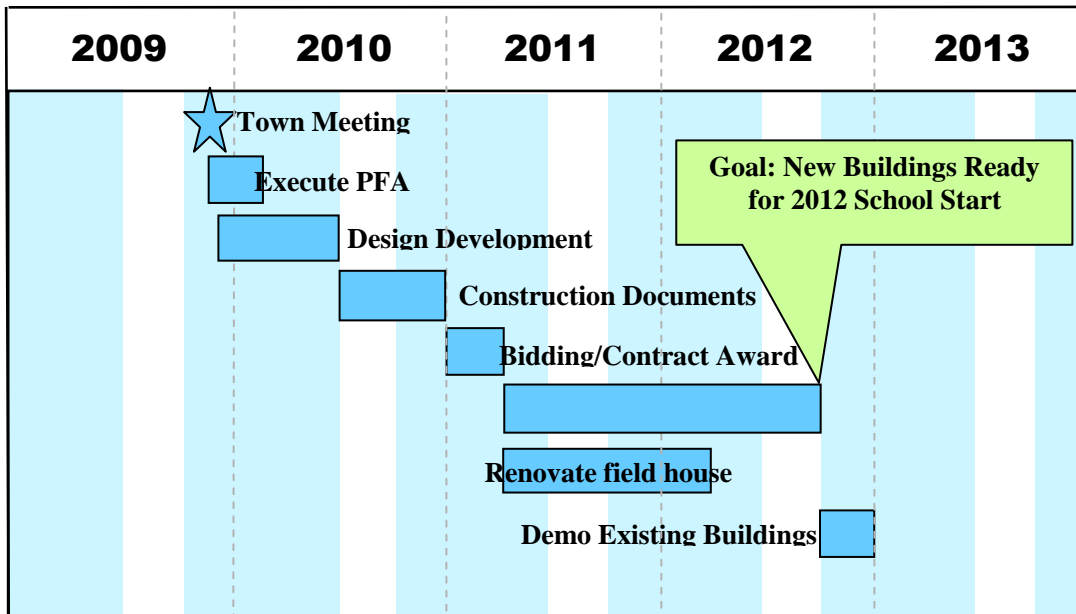 2009 2010 2011 2012 2013
Town Meeting
Execute PFA
Goal: New Buildings Ready
for 2012 School Start
Design Development
Construction Documents
Bidding/Contract Award
Renovate field house
Demo Existing Buildings